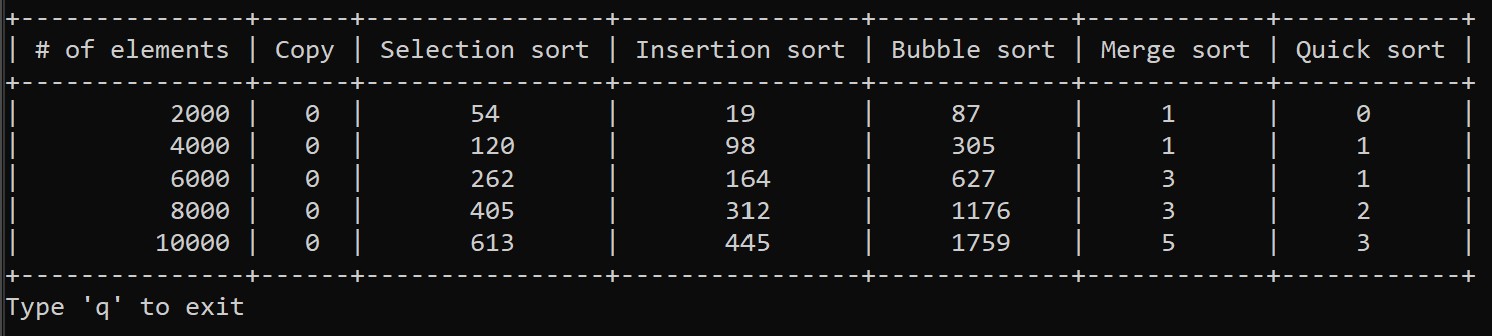 +---------------+------+----------------+----------------+-------------+------------+------------+
| # of elements | Copy | Selection sort | Insertion sort | Bubble sort | Merge sort | Quick sort |
+---------------+------+----------------+----------------+-------------+------------+------------+
|          2000 |   0  |       54       |       19       |     87      |     1      |     0      |
|          4000 |   0  |       120      |       98       |     305     |     1      |     1      |
|          6000 |   0  |       262      |       164      |     627     |     3      |     1      |
|          8000 |   0  |       405      |       312      |     1176    |     3      |     2      |
|         10000 |   0  |       613      |       445      |     1759    |     5      |     3      |
+---------------+------+----------------+----------------+-------------+------------+------------+
Type 'q' to exit